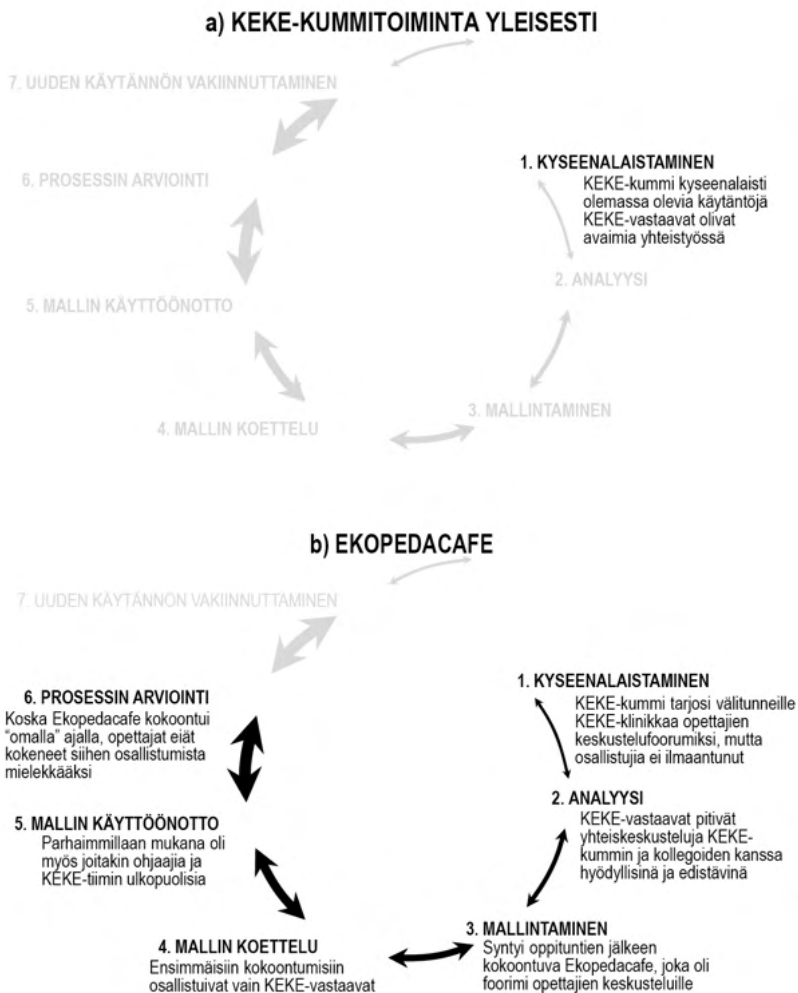 a) KEKE-KUMMITOIMINTA YLEISESTI
7. UUDEN KÄYTÄNNÖN VAKIINNUTTAMINEN
1. KYSEENALAISTAMINEN
KEKE-kummi kyseenalaisti
olemassa olevia käytäntöjä
KEKE-vastaavat olivat
avaimia yhteistyössä
6. PROSESSIN ARVIOINTI
2. ANALYYSI
5. MALLIN KÄYTTÖÖNOTTO
3. MALLINTAMINEN
4. MALLIN KOETTELU
b) EKOPEDACAFE
7. UUDEN KÄYTÄNNÖN VAKIINNUTTAMINEN
1. KYSEENALAISTAMINEN
KEKE-kummi tarjosi välitunneille
KEKE-klinikkaa opettajien
keskustelufoorumiksi, mutta
osallistujia ei ilmaantunut
6. PROSESSIN ARVIOINTI
Koska Ekopedacafe kokoontui
"omalla" ajalla, opettajat eiät
kokeneet siihen osallistumista
mielekkääksi
2. ANALYYSI
KEKE-vastaavat pitivät
yhteiskeskusteluja KEKE-
kummin ja kollegoiden kanssa
hyödyllisinä ja edistävinä
5. MALLIN KÄYTTÖÖNOTTO
Parhaimmillaan mukana oli
myös joitakin ohjaajia ja
KEKE-tiimin ulkopuolisia
3. MALLINTAMINEN
Syntyi oppituntien jälkeen
kokoontuva Ekopedacafe, joka oli
foorimi opettajien keskusteluille
4. MALLIN KOETTELU
Ensimmäisiin kokoontumisiin
osallistuivat vain KEKE-vastaavat